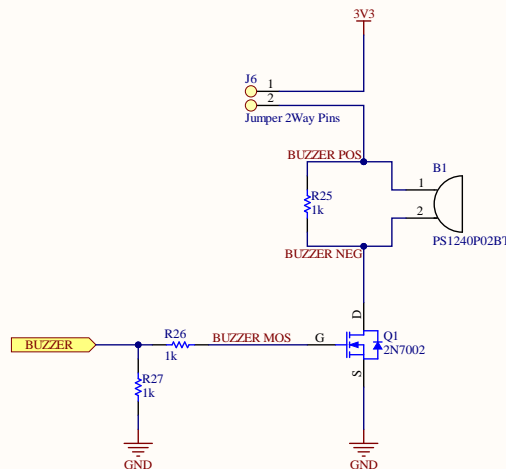 3V3
J6
1
2
Jumper 2Way Pins
BUZZER POS
B1
R25
1k
1
2
PS1240P02BT
BUZZER NEG
D
Q1
2N7002
G
S
BUZZER
R26
1k
BUZZER MOS
R27
1k
GND
GND